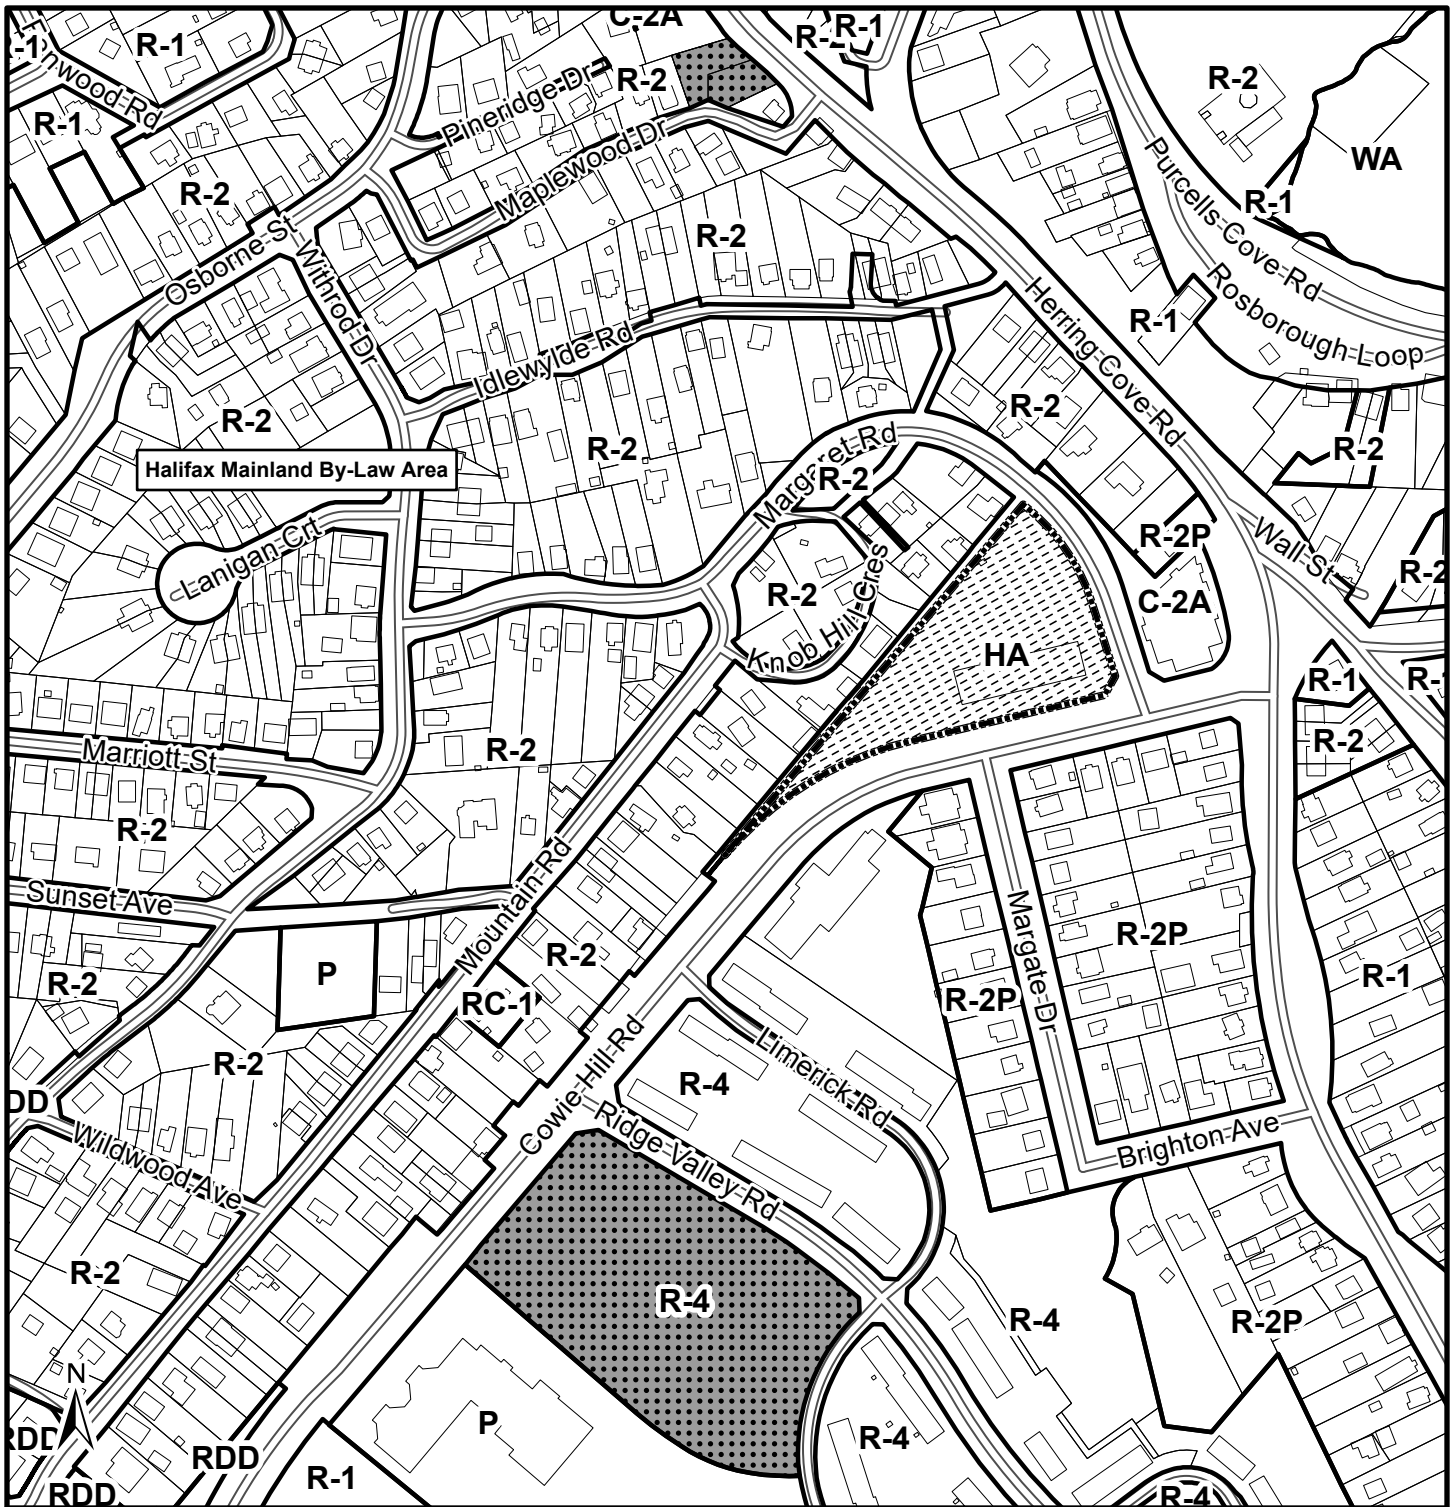 C-2A
R-1
R-1
R-2
R-1
R-2
R-2
Pineridge Dr
R-1
Maplewood Dr
Purcells Cove Rd
WA
R-2
R-1
R-2
Osborne St
Withrod Dr
Rosborough Loop
Herring Cove Rd
R-1
Idlewylde Rd
R-2
R-2
R-2
R-2
Margaret Rd
Halifax Mainland By-Law Area
R-2
R-2P
Wall St
Lanigan Crt
R-2
C-2A
R-2
Knob Hill Cres
HA
R-1
Marriott St
R-2
R-2
R-2
Sunset Ave
Mountain Rd
Margate Dr
R-2P
R-2
R-2
P
R-1
RC-1
R-2P
Cowie Hill Rd
Limerick Rd
R-2
R-4
Wildwood Ave
Ridge Valley Rd
Brighton Ave
R-2
R-4
R-4
R-2P
N
P
R-4
RDD
RDD
R-1
RDD
R-4